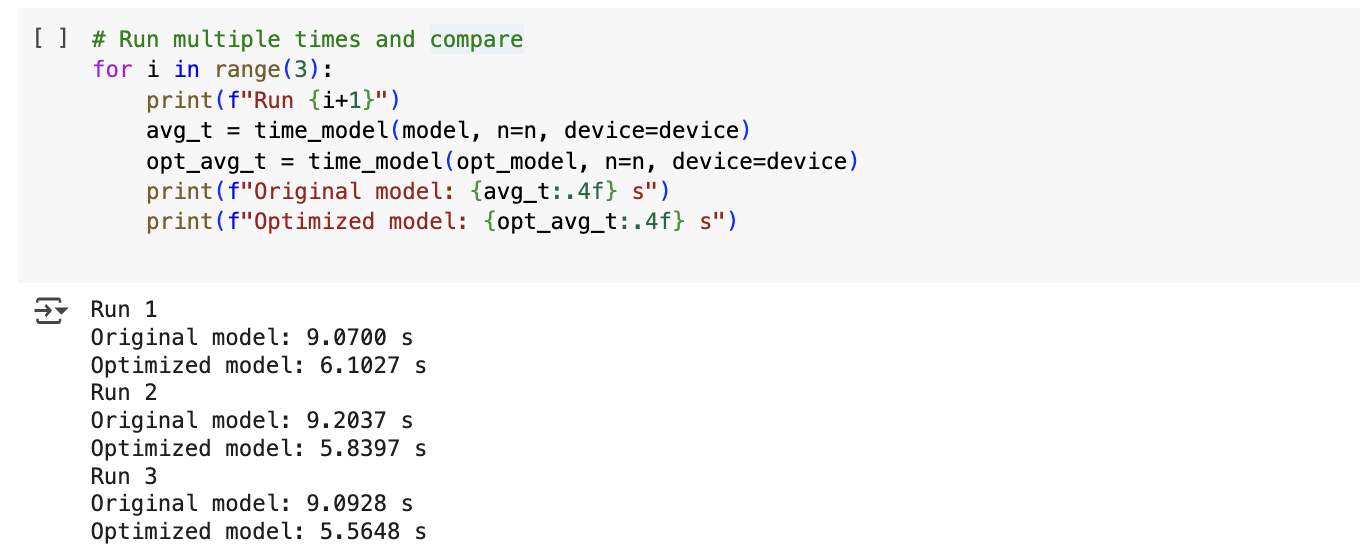 [ ] # Run multiple times and compare
for i in range(3):
    print(f"Run {i+1}")
    avg_t = time_model(model, n=n, device=device)
    opt_avg_t = time_model(opt_model, n=n, device=device)
    print(f"Original model: {avg_t:.4f} s")
    print(f"Optimized model: {opt_avg_t:.4f} s")
Run 1
Original model: 9.0700 s
Optimized model: 6.1027 s
Run 2
Original model: 9.2037 s
Optimized model: 5.8397 s
Run 3
Original model: 9.0928 s
Optimized model: 5.5648 s